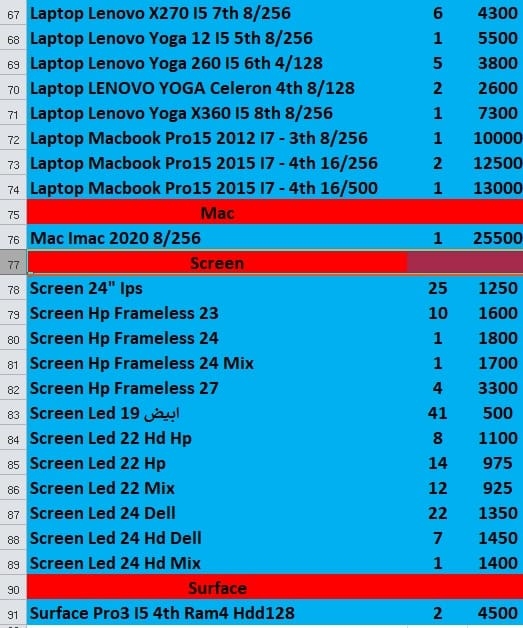 67 Laptop Lenovo X270 I5 7th 8/256 6 4300
68 Laptop Lenovo Yoga 12 I5 5th 8/256 1 5500
69 Laptop Lenovo Yoga 260 I5 6th 4/128 5 3800
70 Laptop LENOVO YOGA Celeron 4th 8/128 2 2600
71 Laptop Lenovo Yoga X360 I5 8th 8/256 1 7300
72 Laptop Macbook Pro15 2012 I7 - 3th 8/256 1 10000
73 Laptop Macbook Pro15 2015 I7 - 4th 16/256 2 12500
74 Laptop Macbook Pro15 2015 I7 - 4th 16/500 1 13000
75 Mac
76 Mac Imac 2020 8/256 1 25500
77 Screen
78 Screen 24" Ips 25 1250
79 Screen Hp Frameless 23 10 1600
80 Screen Hp Frameless 24 1 1800
81 Screen Hp Frameless 24 Mix 1 1700
82 Screen Hp Frameless 27 4 3300
83 Screen Led 19 ابيض 41 500
84 Screen Led 22 Hd Hp 8 1100
85 Screen Led 22 Hp 14 975
86 Screen Led 22 Mix 12 925
87 Screen Led 24 Dell 22 1350
88 Screen Led 24 Hd Dell 7 1450
89 Screen Led 24 Hd Mix 1 1400
90 Surface
91 Surface Pro3 I5 4th Ram4 Hdd128 2 4500